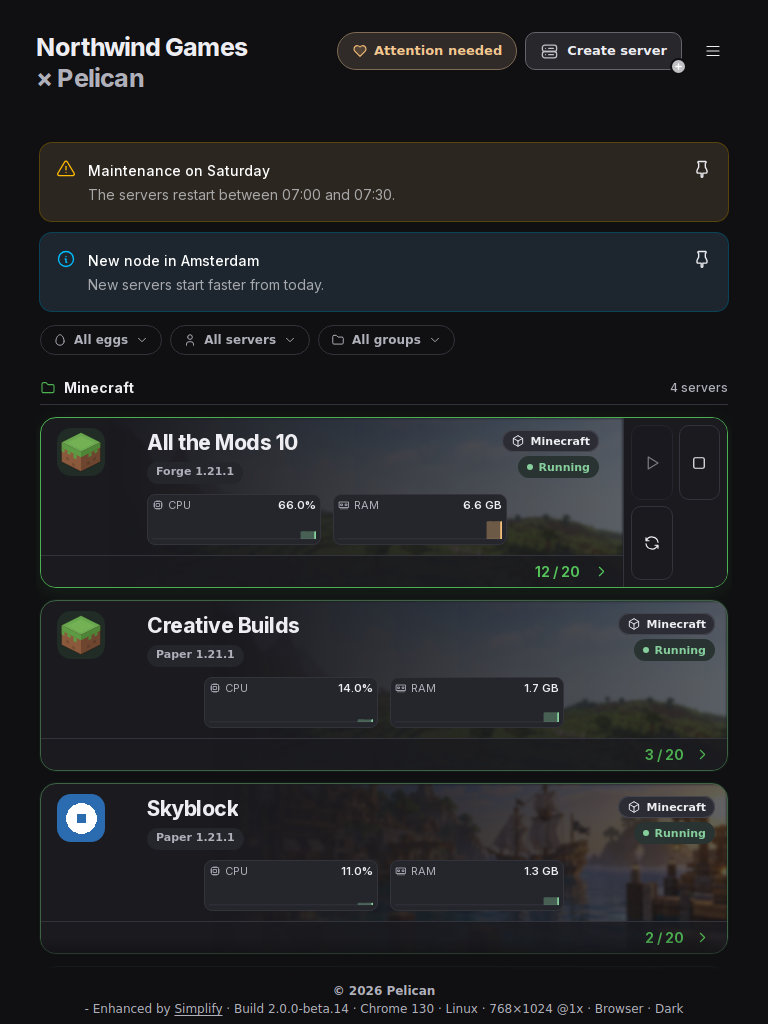 Northwind Games
× Pelican
Attention needed
Create server
Maintenance on Saturday
The servers restart between 07:00 and 07:30.
New node in Amsterdam
New servers start faster from today.
All eggs
All servers
All groups
Minecraft
4 servers
All the Mods 10
Minecraft
Forge 1.21.1
Running
CPU 66.0%
RAM 6.6 GB
12 / 20
Creative Builds
Minecraft
Paper 1.21.1
Running
CPU 14.0%
RAM 1.7 GB
3 / 20
Skyblock
Minecraft
Paper 1.21.1
Running
CPU 11.0%
RAM 1.3 GB
2 / 20
© 2026 Pelican
- Enhanced by Simplify · Build 2.0.0-beta.14 · Chrome 130 · Linux · 768×1024 @1x · Browser · Dark